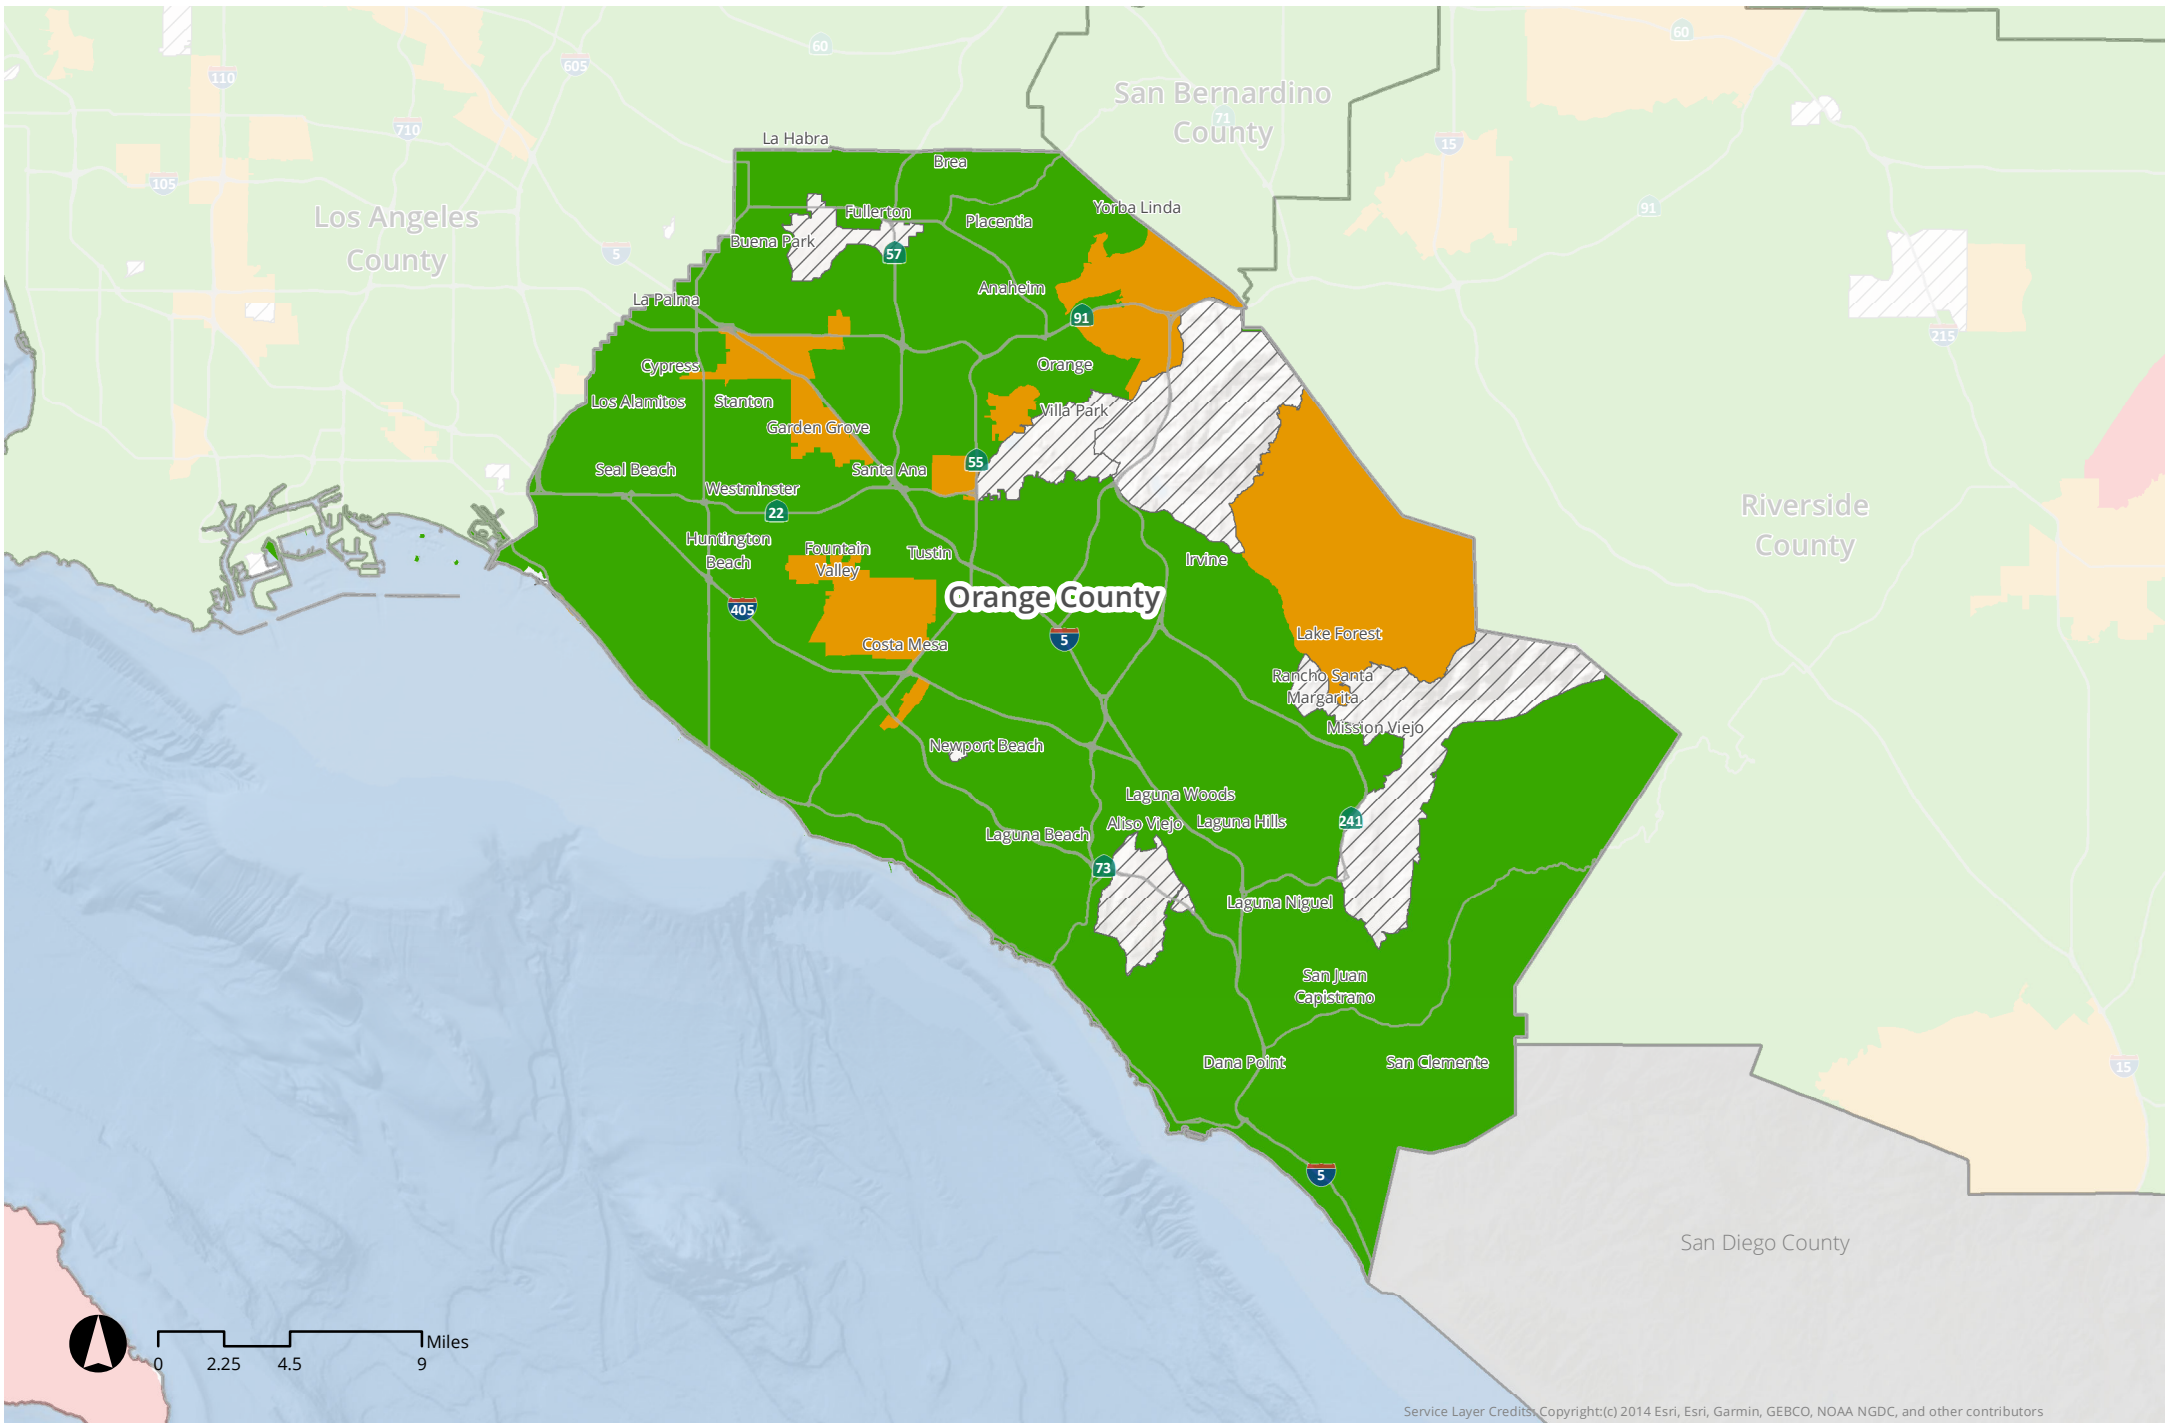 60
60
605
110
San Bernardino
County
71
710
La Habra
15
Brea
105
Los Angeles
County
Yorba Linda
91
Fullerton
Placentia
Buena Park
57
5
Anaheim
La Palma
91
215
Cypress
Orange
Los Alamitos
Stanton
Villa Park
Garden Grove
Seal Beach
Santa Ana
55
Westminster
22
Riverside
County
Huntington
Beach
Fountain
Valley
Tustin
Irvine
Orange County
405
5
Lake Forest
Costa Mesa
Rancho Santa
Margarita
Mission Viejo
Newport Beach
Laguna Woods
Laguna Beach
Aliso Viejo
Laguna Hills
241
73
Laguna Niguel
San Juan
Capistrano
Dana Point
San Clemente
15
5
San Diego County
Miles
0 2.25 4.5 9
Service Layer Credits: Copyright:(c) 2014 Esri, Esri, Garmin, GEBCO, NOAA NGDC, and other contributors